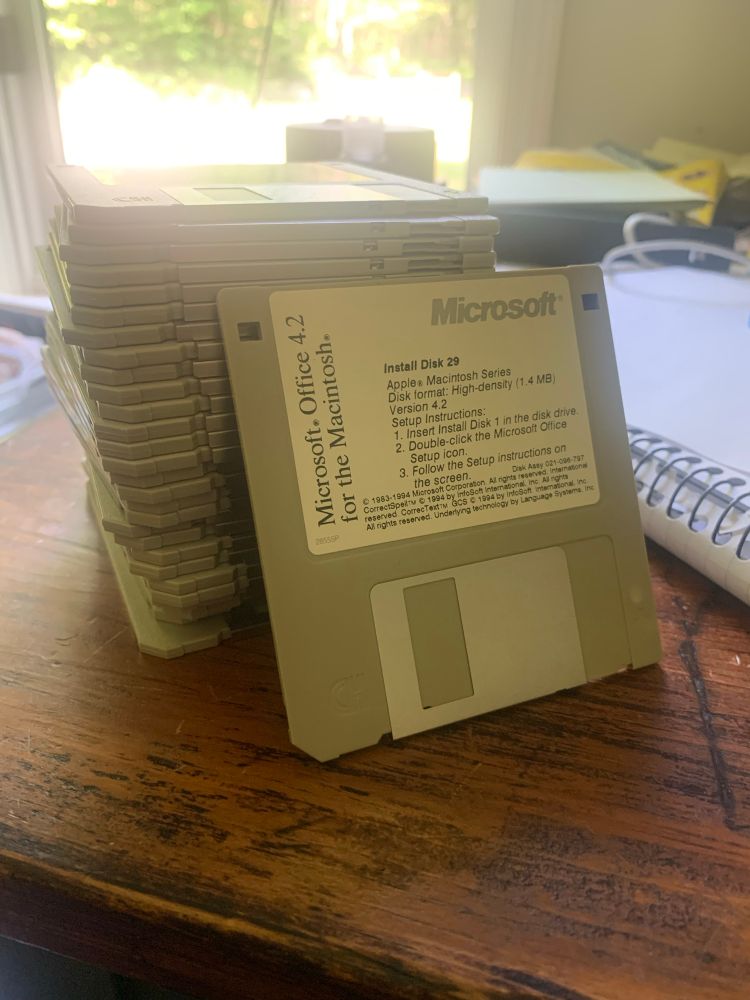 Microsoft®
Microsoft® Office 4.2
for the Macintosh®
Install Disk 29
Apple® Macintosh Series
Disk format: High-density (1.4 MB)
Version 4.2
Setup Instructions:
1. Insert Install Disk 1 in the disk drive.
2. Double-click the Microsoft Office
Setup icon.
3. Follow the Setup instructions on
the screen.
Disk Assy 021-096-797
© 1983-1994 Microsoft Corporation. All rights reserved.
CorrectSpell™ © 1994 by InfoSoft International, Inc. All rights
reserved. CorrecText™ GCS © 1994 by InfoSoft International, Inc.
All rights reserved. Underlying technology by Language Systems, Inc.